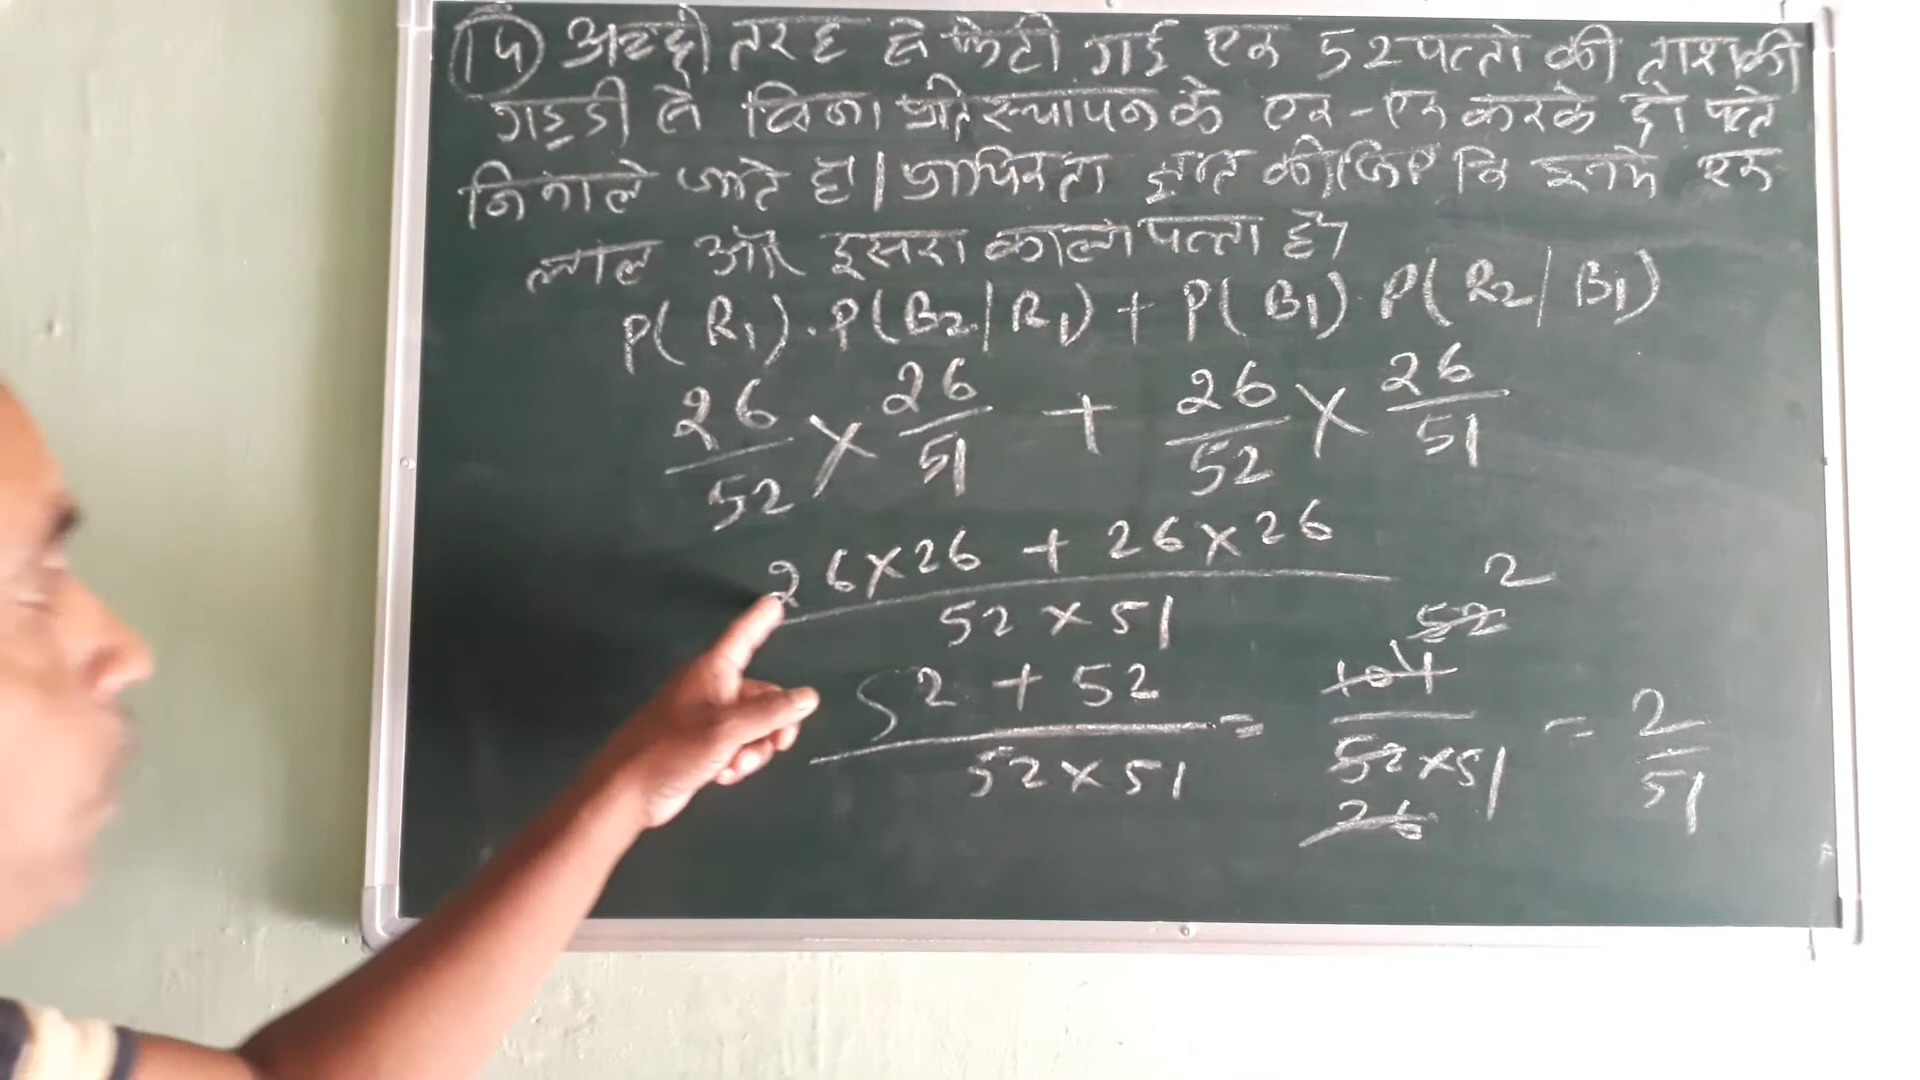 (14) अच्छी तरह से फेटी गई एक 52 पत्तो की ताश की
गड्डी से बिना प्रतिस्थापन के एक-एक करके दो पत्ते
निकाले जाते है। प्रायिकता ज्ञात कीजिए कि इनमे एक
लाल और दूसरा काला पत्ता हो
P(R₁).P(B₂|R₁)+P(B₁).P(R₂|B₁)
26/52 × 26/51 + 26/52 × 26/51
26×26 + 26×26 / 52×51
52 + 52 / 52×51 = 104 / 52×51 = 2/51
52 2
26